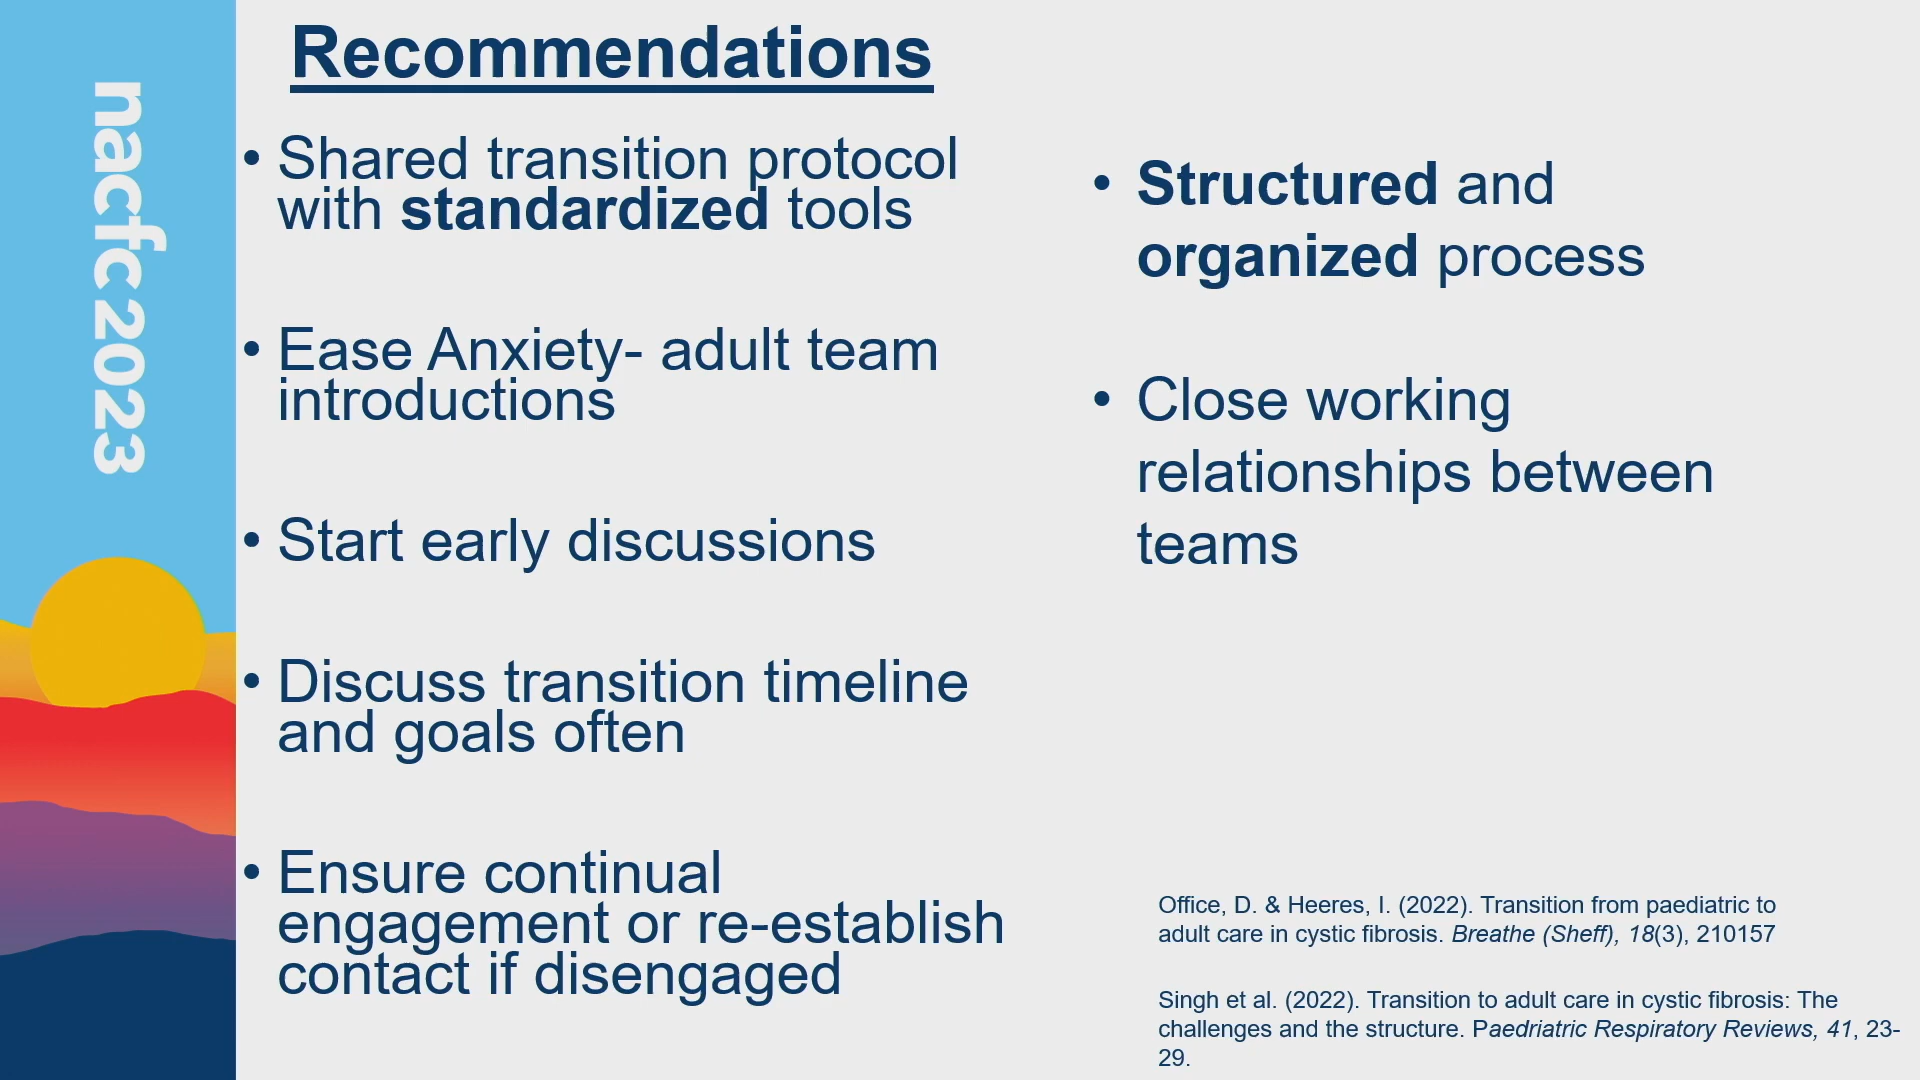 nacfc 2023
Recommendations
• Shared transition protocol
with standardized tools
• Ease Anxiety- adult team
introductions
• Start early discussions
• Discuss transition timeline
and goals often
• Ensure continual
engagement or re-establish
contact if disengaged
• Structured and
organized process
• Close working
relationships between
teams
Office, D. & Heeres, I. (2022). Transition from paediatric to
adult care in cystic fibrosis. Breathe (Sheff), 18(3), 210157
Singh et al. (2022). Transition to adult care in cystic fibrosis: The
challenges and the structure. Paedriatric Respiratory Reviews, 41, 23-
29.